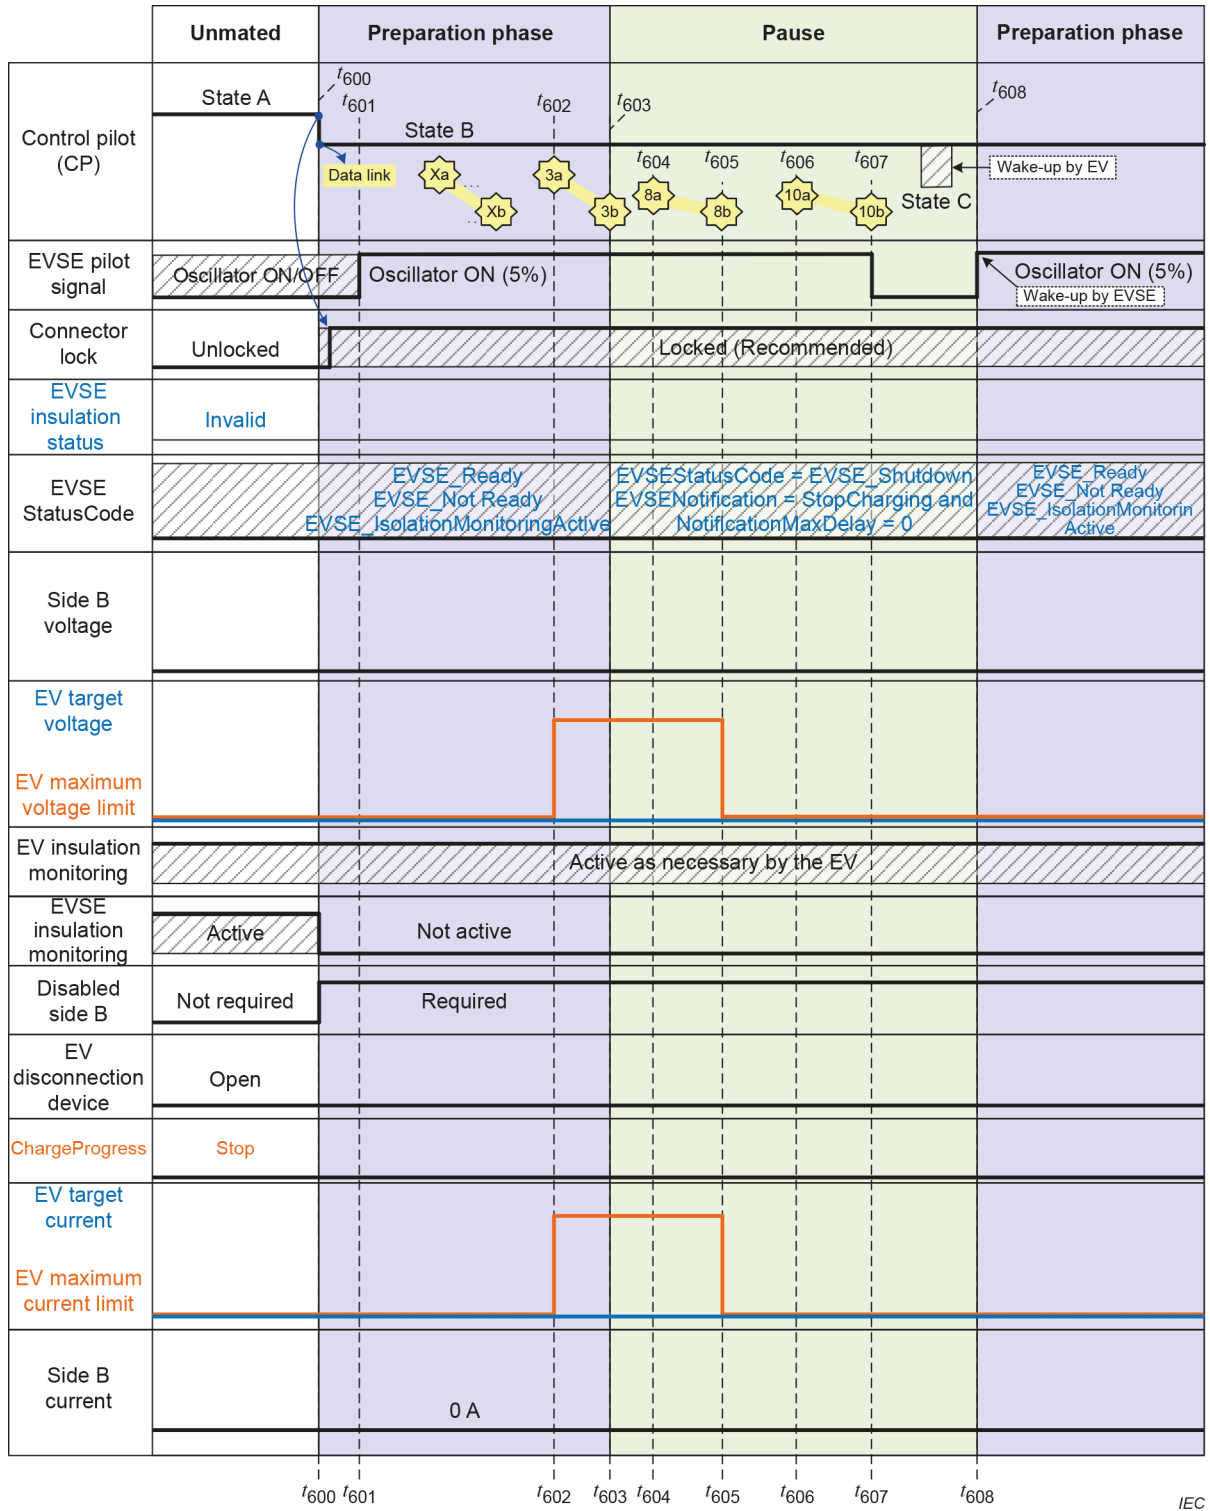 Unmated
Preparation phase
Pause
Preparation phase
Control pilot
(CP)
State A
t600
t601
t602
t603
t608
State B
Data link
Xa
Xb
3a
3b
t604
t605
t606
t607
8a
8b
10a
10b
State C
Wake-up by EV
EVSE pilot
signal
Oscillator ON/OFF
Oscillator ON (5%)
Oscillator ON (5%)
Wake-up by EVSE
Connector
lock
Unlocked
Locked (Recommended)
EVSE
insulation
status
Invalid
EVSE
StatusCode
EVSE_Ready
EVSE_Not Ready
EVSE_IsolationMonitoringActive
EVSEStatusCode = EVSE_Shutdown
EVSENotification = StopCharging and
NotificationMaxDelay = 0
EVSE_Ready
EVSE_Not Ready
EVSE_IsolationMonitorin
Active
Side B
voltage
EV target
voltage
EV maximum
voltage limit
EV insulation
monitoring
Active as necessary by the EV
EVSE
insulation
monitoring
Active
Not active
Disabled
side B
Not required
Required
EV
disconnection
device
Open
ChargeProgress
Stop
EV target
current
EV maximum
current limit
Side B
current
0 A
t600 t601 t602 t603 t604 t605 t606 t607 t608
IEC